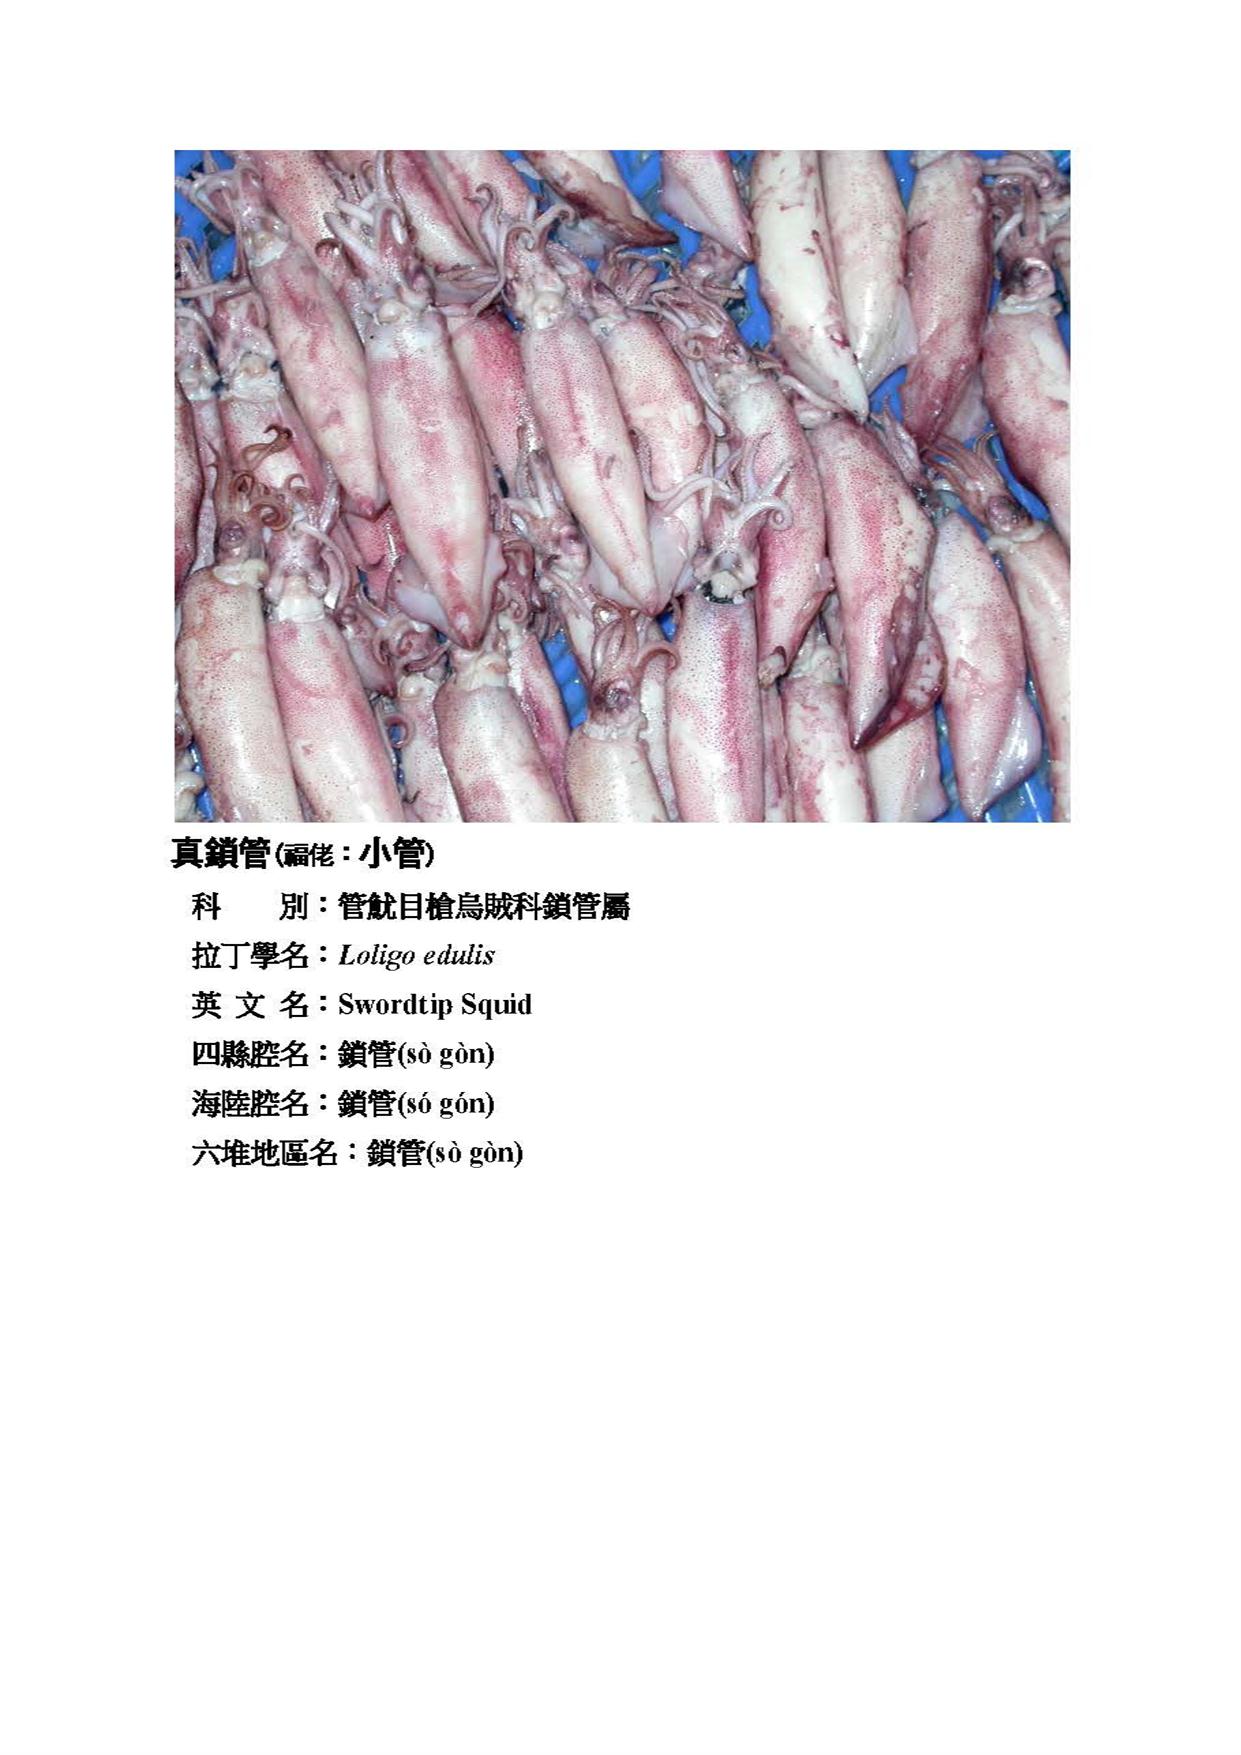 真鎖管(福佬：小管)
科　　別：管魷目槍烏賊科鎖管屬
拉丁學名：Loligo edulis
英 文 名：Swordtip Squid
四縣腔名：鎖管(sò gòn)
海陸腔名：鎖管(só gón)
六堆地區名：鎖管(sò gòn)